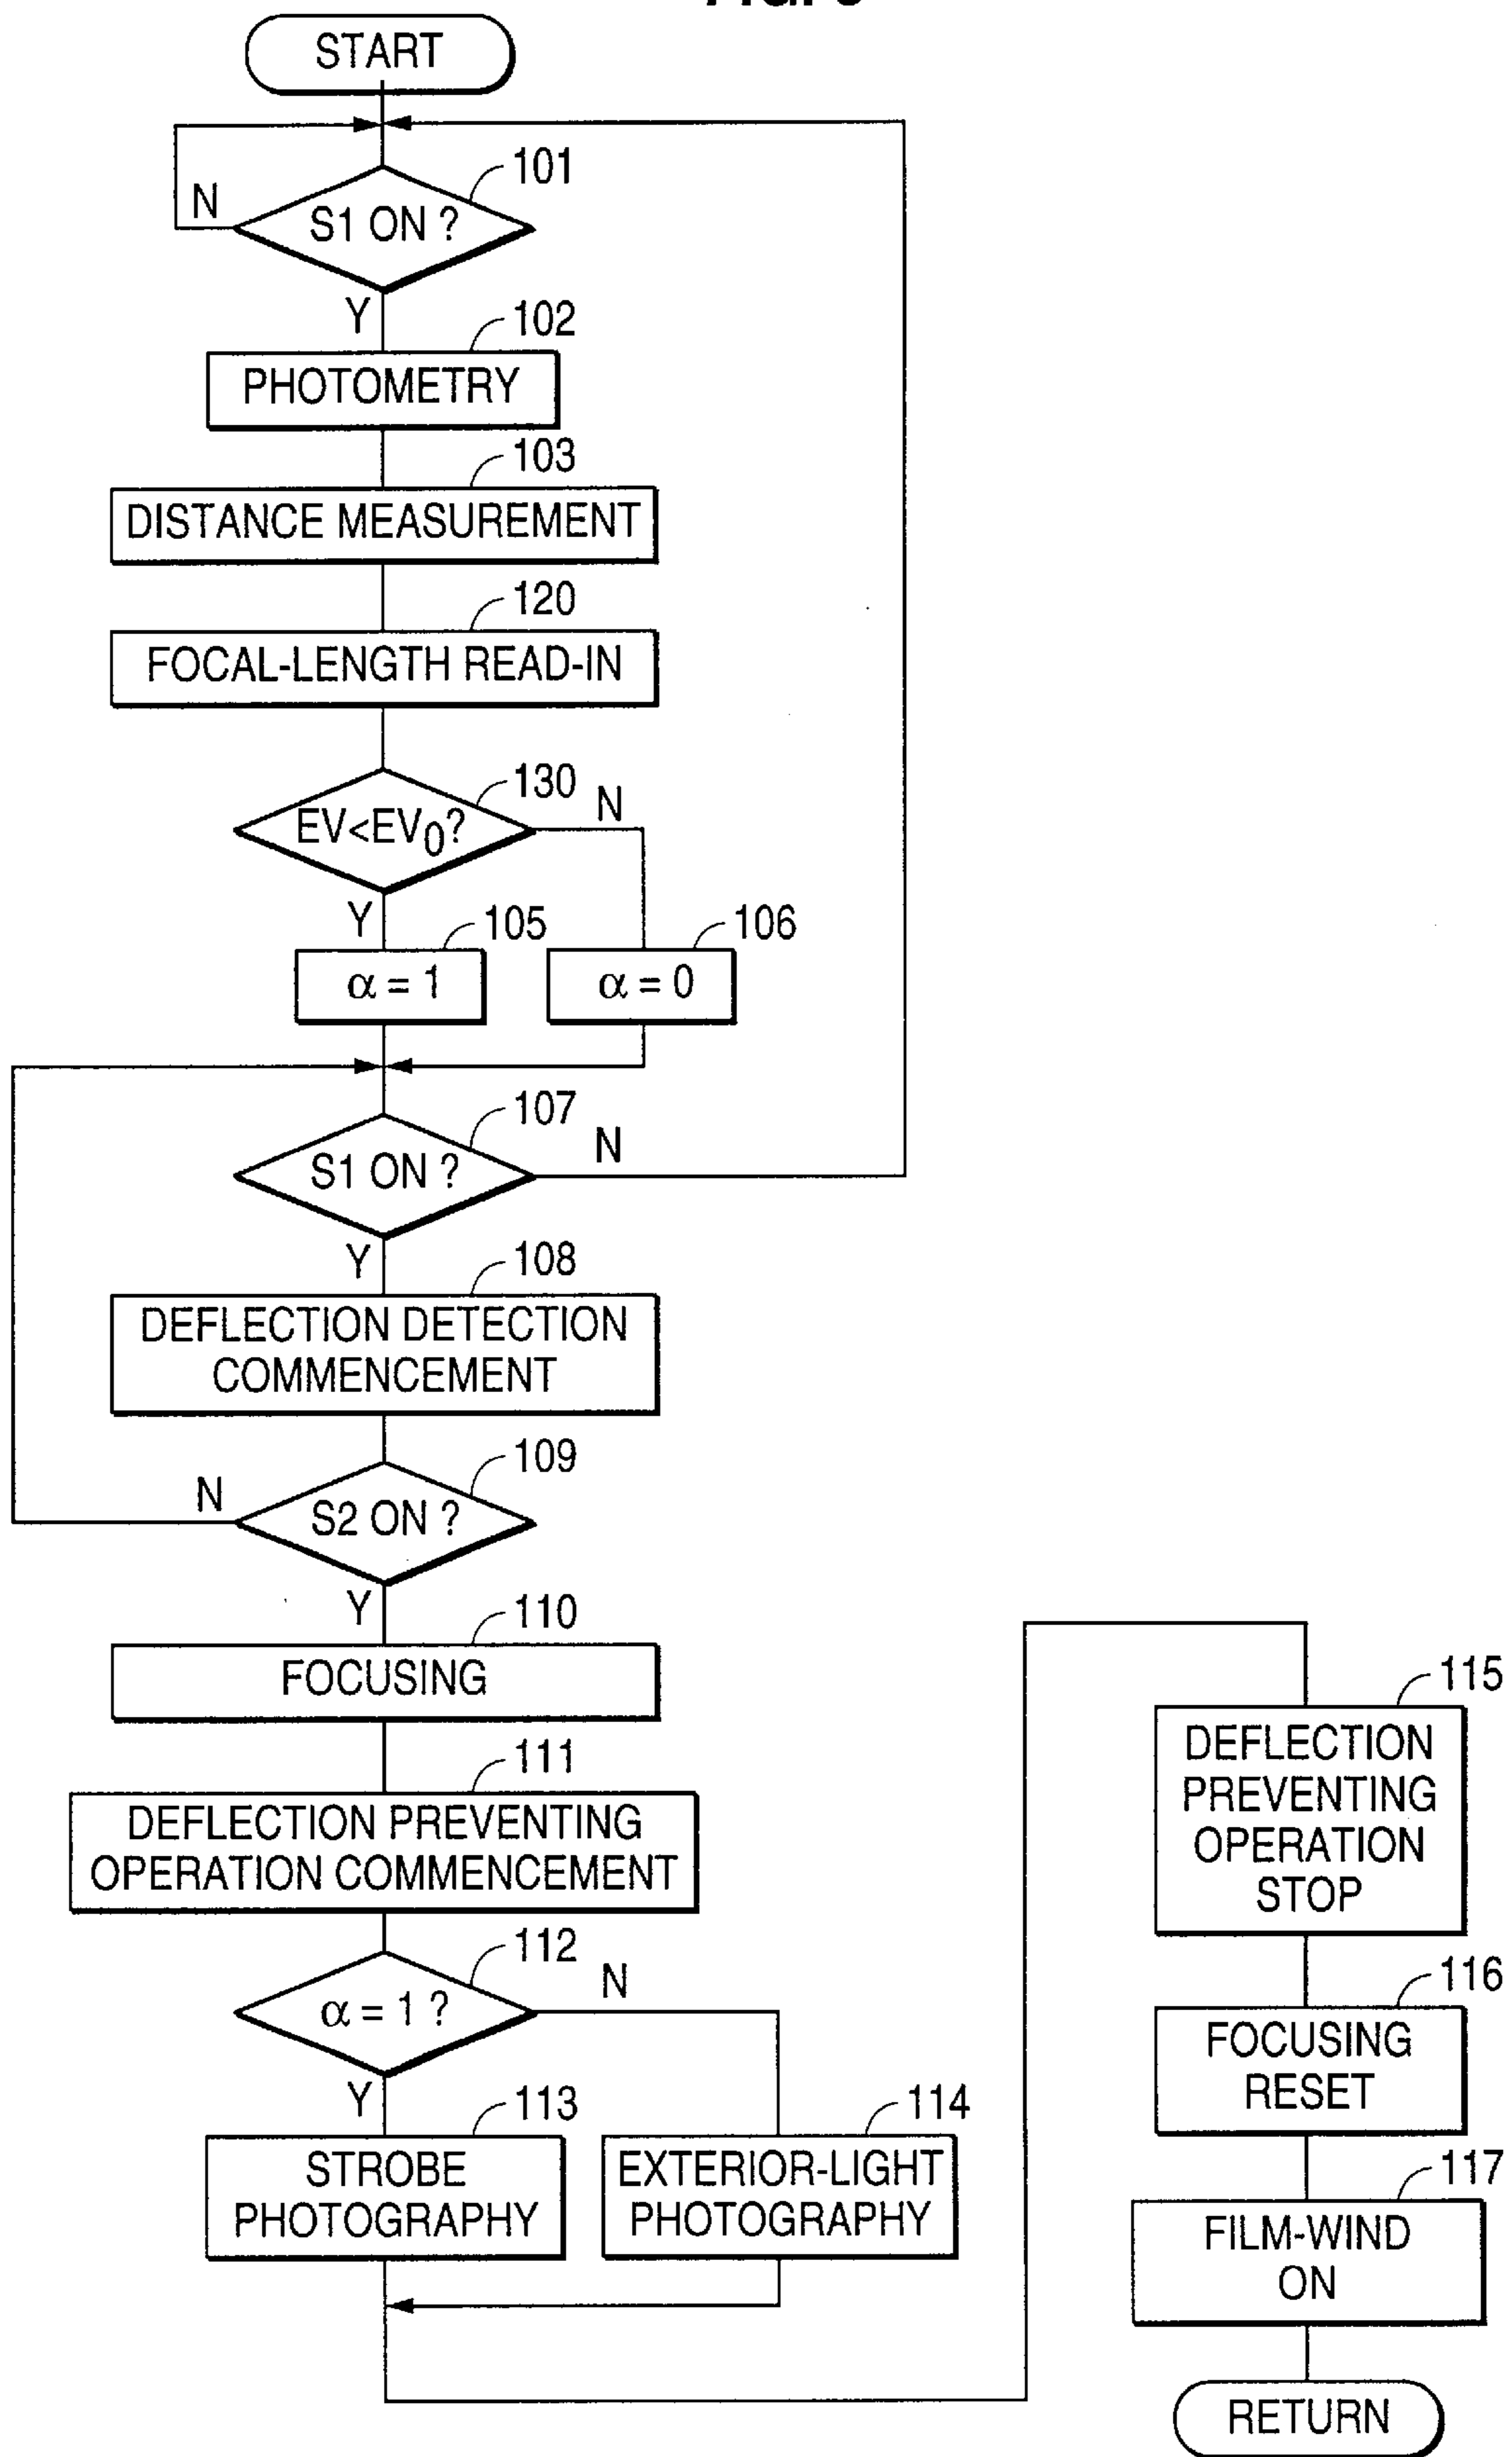 START
101
N
S1 ON ?
Y
102
PHOTOMETRY
103
DISTANCE MEASUREMENT
120
FOCAL-LENGTH READ-IN
130
N
EV<EV0?
Y
105
106
α = 1
α = 0
107
N
S1 ON ?
Y
108
DEFLECTION DETECTION
COMMENCEMENT
109
N
S2 ON ?
Y
110
FOCUSING
111
DEFLECTION PREVENTING
OPERATION COMMENCEMENT
112
N
α = 1 ?
Y
113
114
STROBE
PHOTOGRAPHY
EXTERIOR-LIGHT
PHOTOGRAPHY
115
DEFLECTION
PREVENTING
OPERATION
STOP
116
FOCUSING
RESET
117
FILM-WIND
ON
RETURN